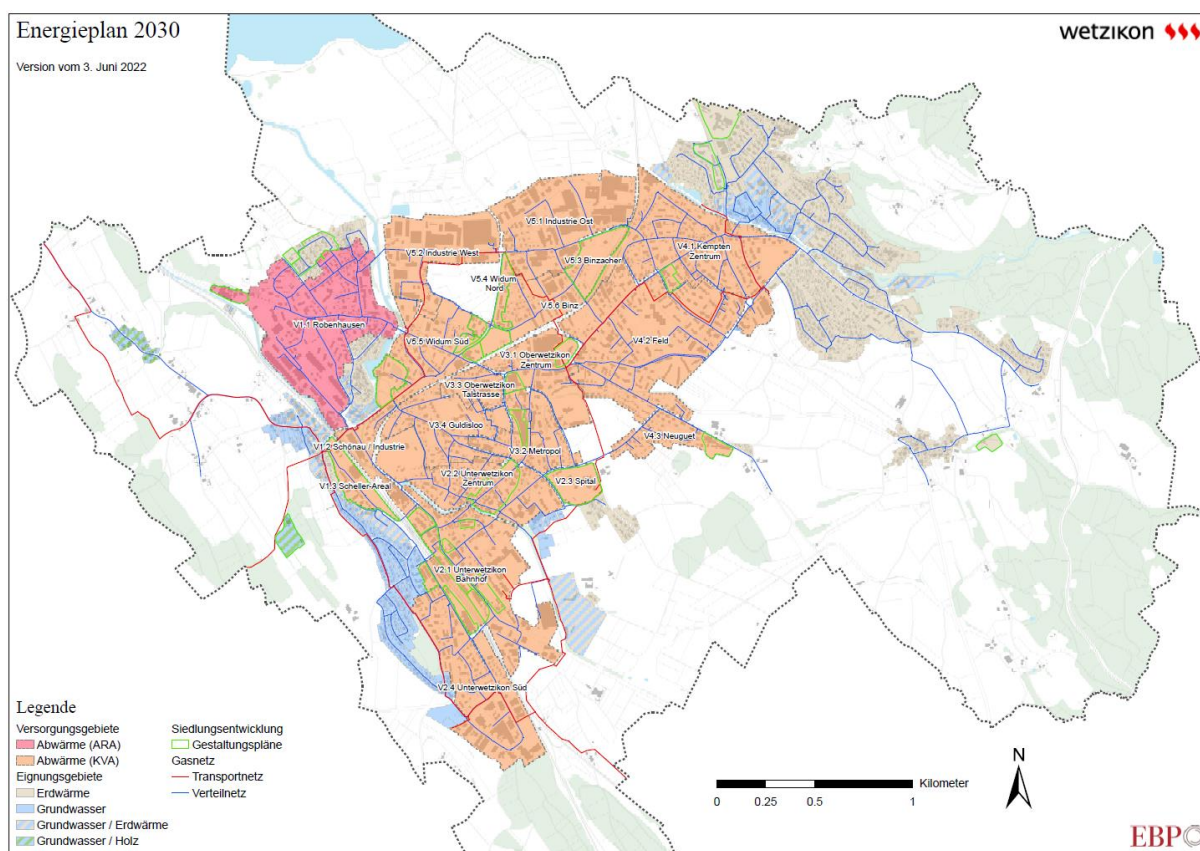 Energieplan 2030
wetzikon
Version vom 3. Juni 2022
V5.1 Industrie Ost
V5.2 Industrie West
V4.1 Kempten
Zentrum
V5.3 Binzacher
V5.4 Widum
Nord
V5.6 Binz
V1.1 Robenhausen
V5.5 Widum Süd
V4.2 Feld
V3.1 Oberwetzikon
Zentrum
V3.3 Oberwetzikon
Talstrasse
V3.4 Guldisloo
V4.3 Neuguet
V1.2 Schönau / Industrie
V3.2 Metropol
V2.2 Unterwetzikon
Zentrum
V2.3 Spital
V1.3 Scheller-Areal
V2.1 Unterwetzikon
Bahnhof
V2.4 Unterwetzikon Süd
Legende
Versorgungsgebiete
Abwärme (ARA)
Abwärme (KVA)
Eignungsgebiete
Erdwärme
Grundwasser
Grundwasser / Erdwärme
Grundwasser / Holz
Siedlungsentwicklung
Gestaltungspläne
Gasnetz
Transportnetz
Verteilnetz
N
Kilometer
0 0.25 0.5 1
EBP